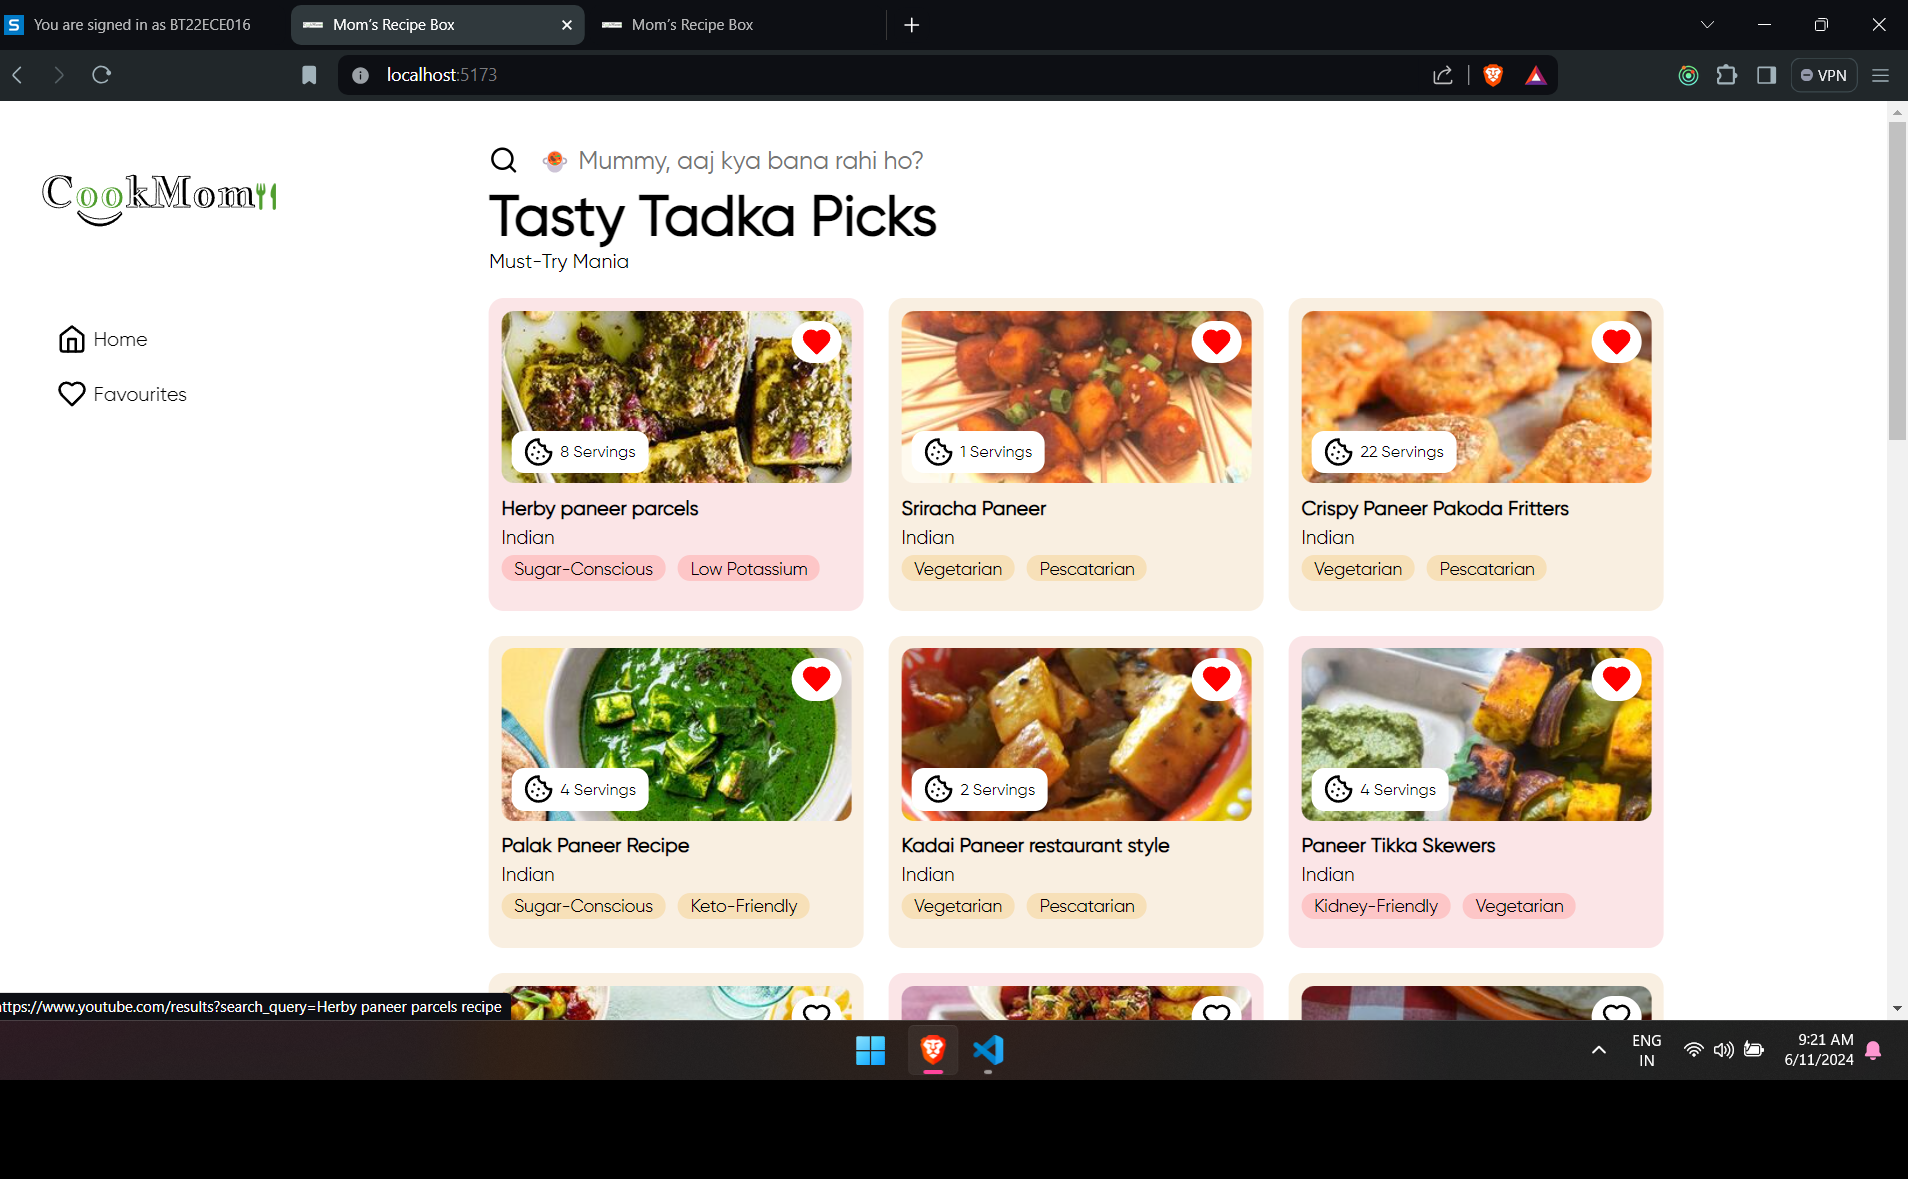 You are signed in as BT22ECE016
Mom's Recipe Box
Mom's Recipe Box
localhost:5173
VPN
CookMom
Mummy, aaj kya bana rahi ho?
Tasty Tadka Picks
Must-Try Mania
Home
Favourites
8 Servings
1 Servings
22 Servings
Herby paneer parcels
Sriracha Paneer
Crispy Paneer Pakoda Fritters
Indian
Indian
Indian
Sugar-Conscious Low Potassium
Vegetarian Pescatarian
Vegetarian Pescatarian
4 Servings
2 Servings
4 Servings
Palak Paneer Recipe
Kadai Paneer restaurant style
Paneer Tikka Skewers
Indian
Indian
Indian
Sugar-Conscious Keto-Friendly
Vegetarian Pescatarian
Kidney-Friendly Vegetarian
ttps://www.youtube.com/results?search_query=Herby paneer parcels recipe
ENG
IN
9:21 AM
6/11/2024